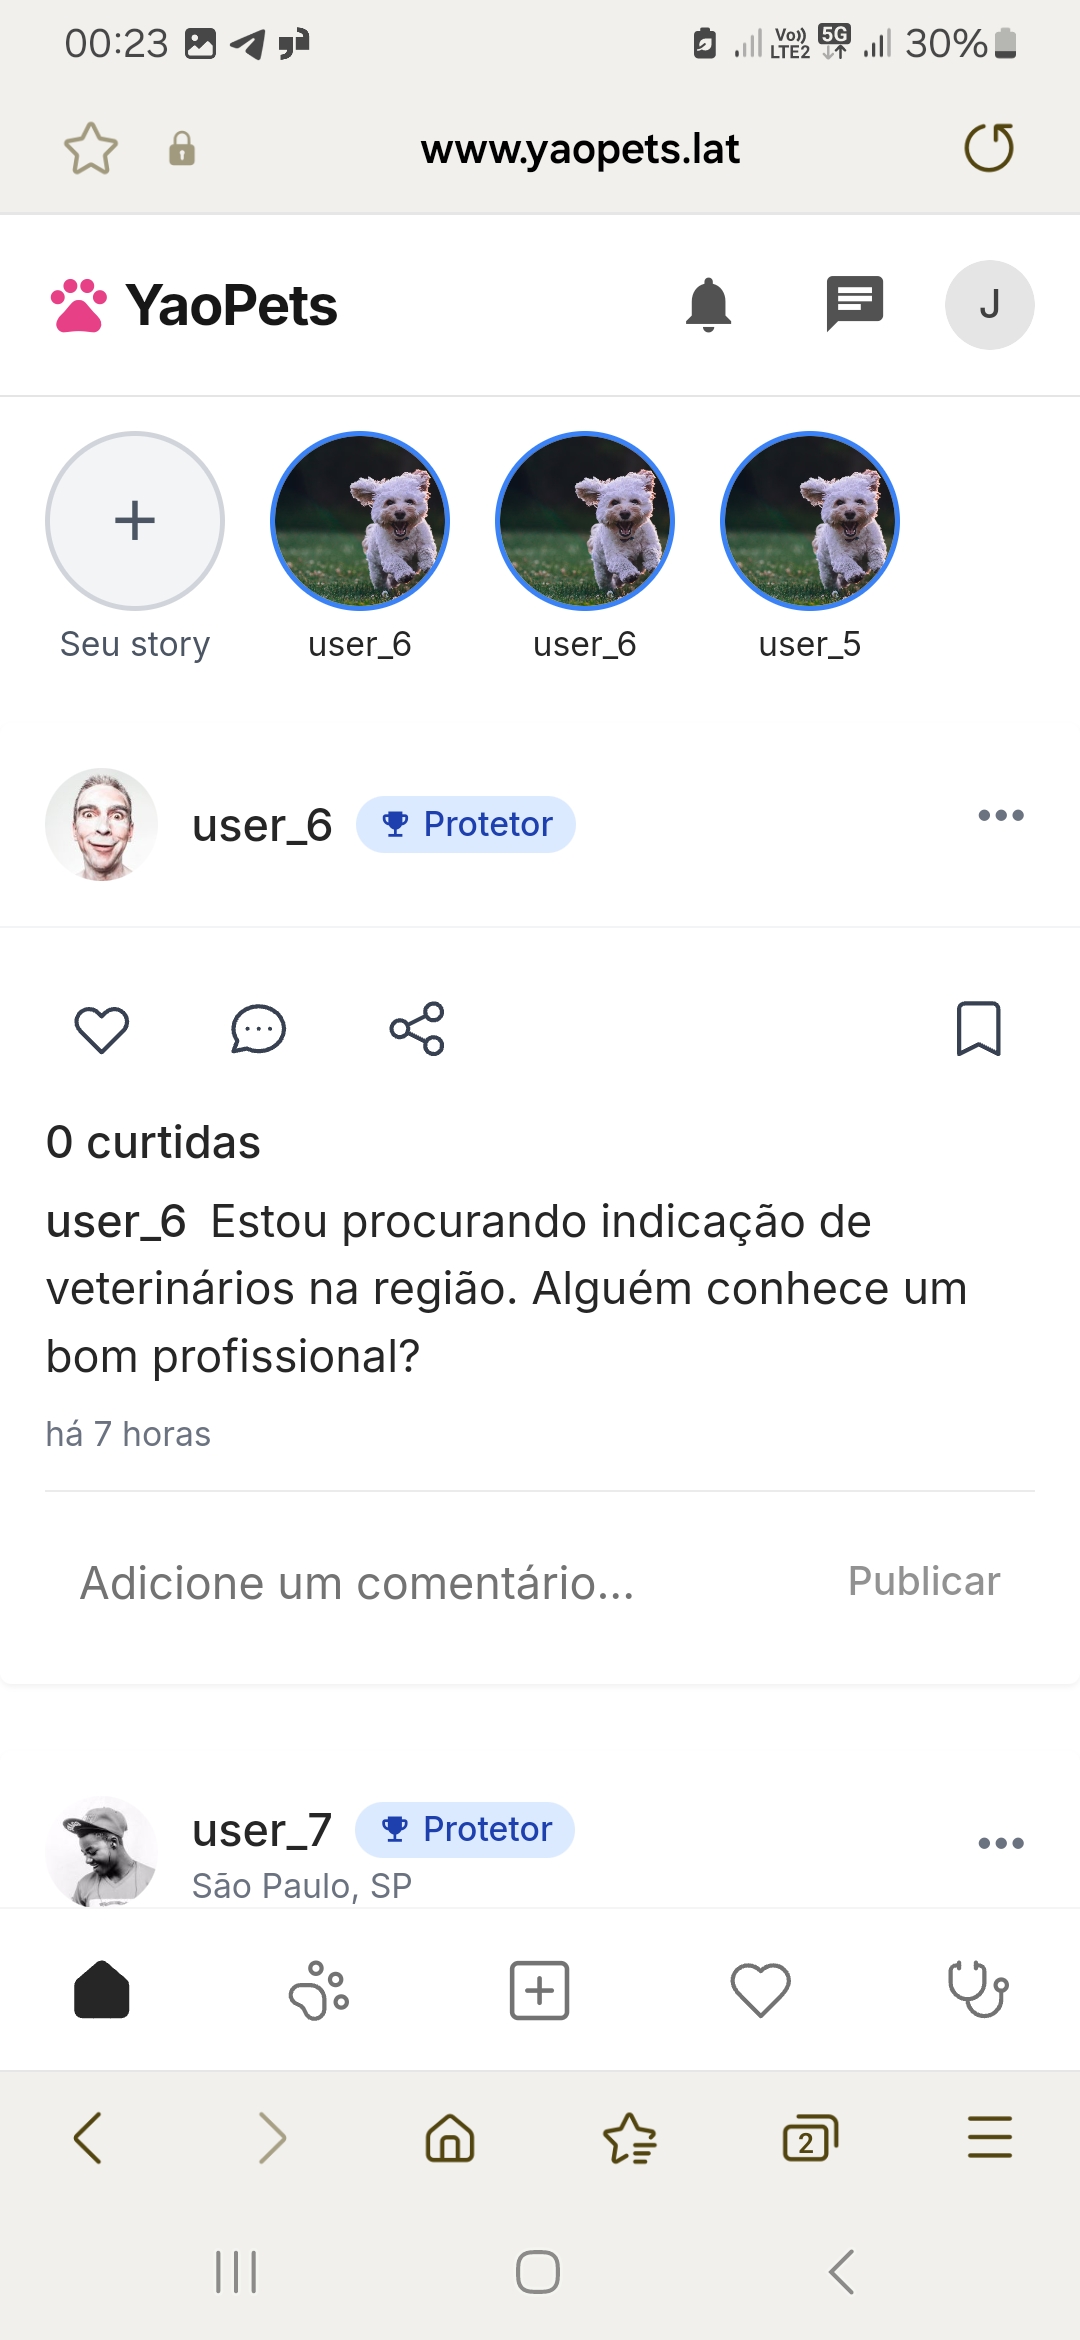 00:23 Vo)) LTE2 5G 30%
www.yaopets.lat
YaoPets J
Seu story user_6 user_6 user_5
user_6 Protetor
0 curtidas
user_6 Estou procurando indicação de
veterinários na região. Alguém conhece um
bom profissional?
há 7 horas
Adicione um comentário... Publicar
user_7 Protetor
São Paulo, SP
2